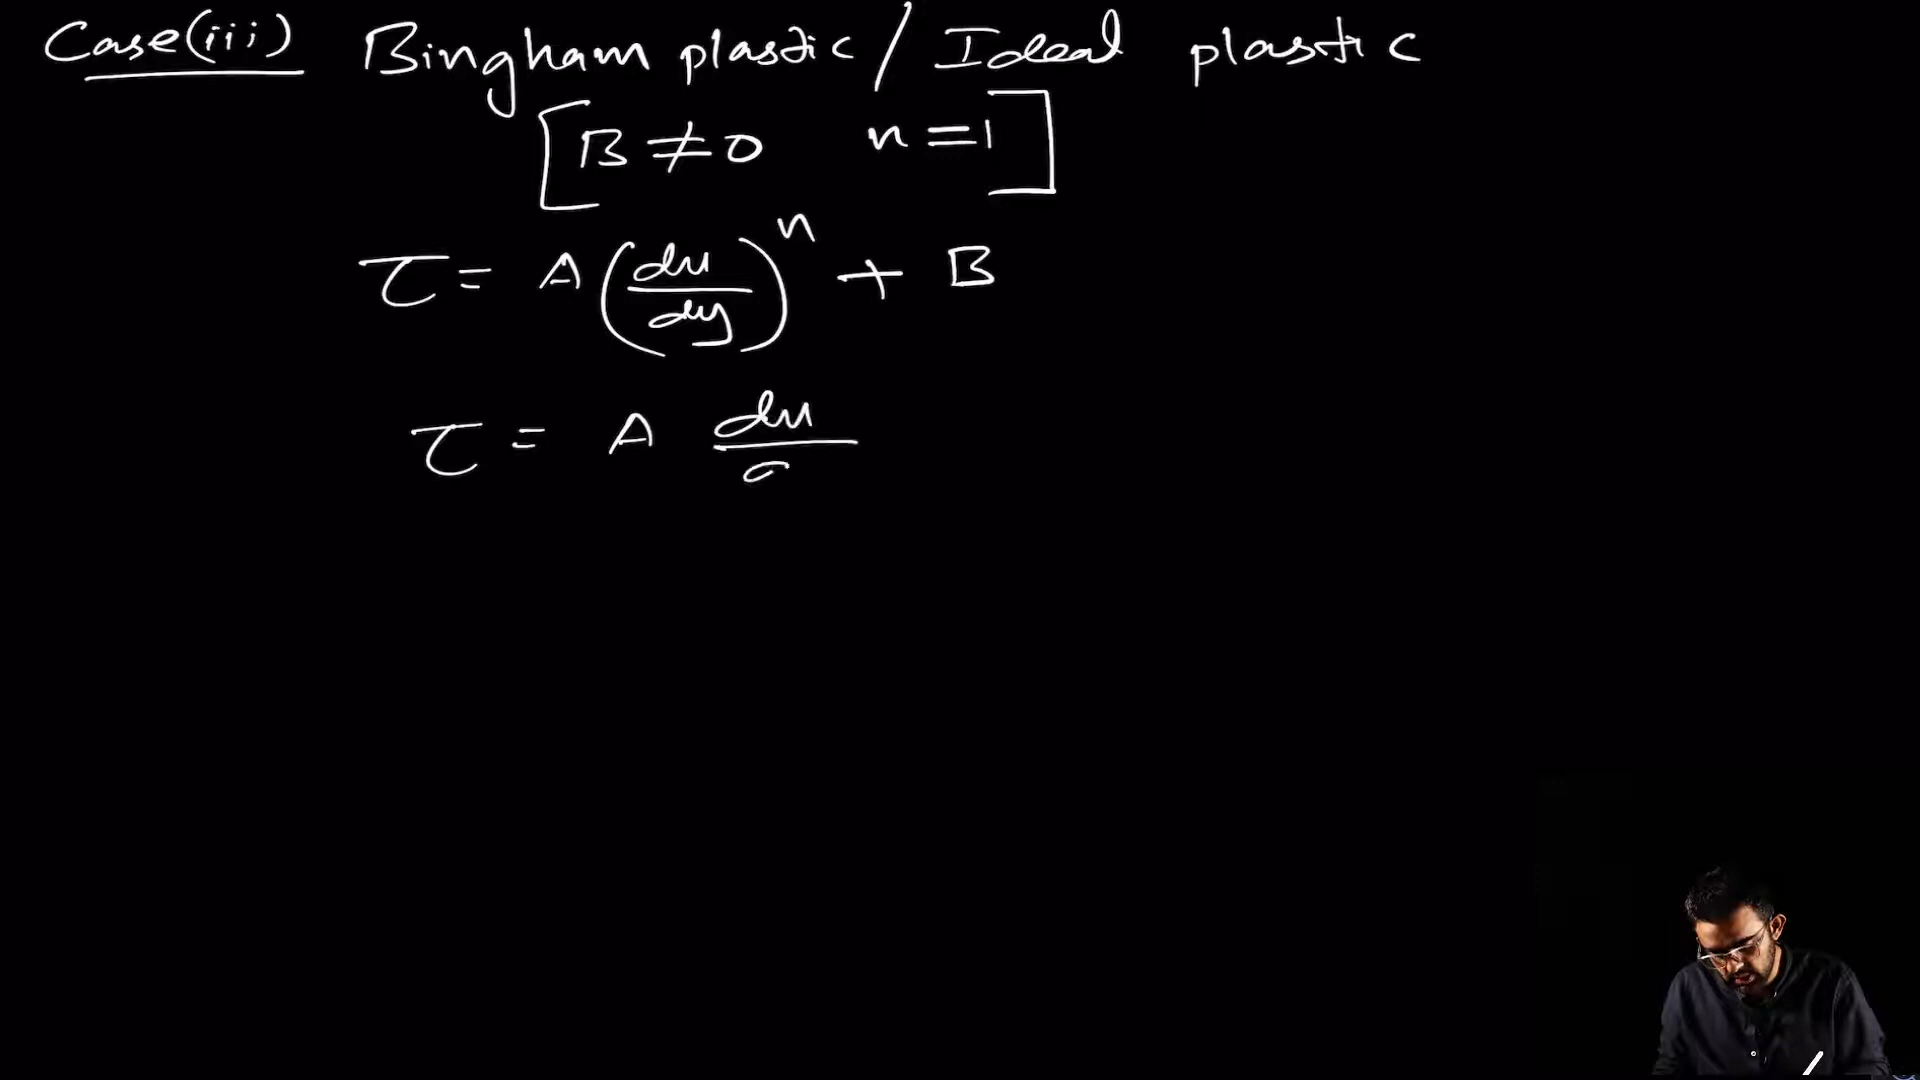 Case(iii) Bingham plastic / Ideal plastic
[B ≠ 0 n = 1]
τ = A (du/dy)^n + B
τ = A du/